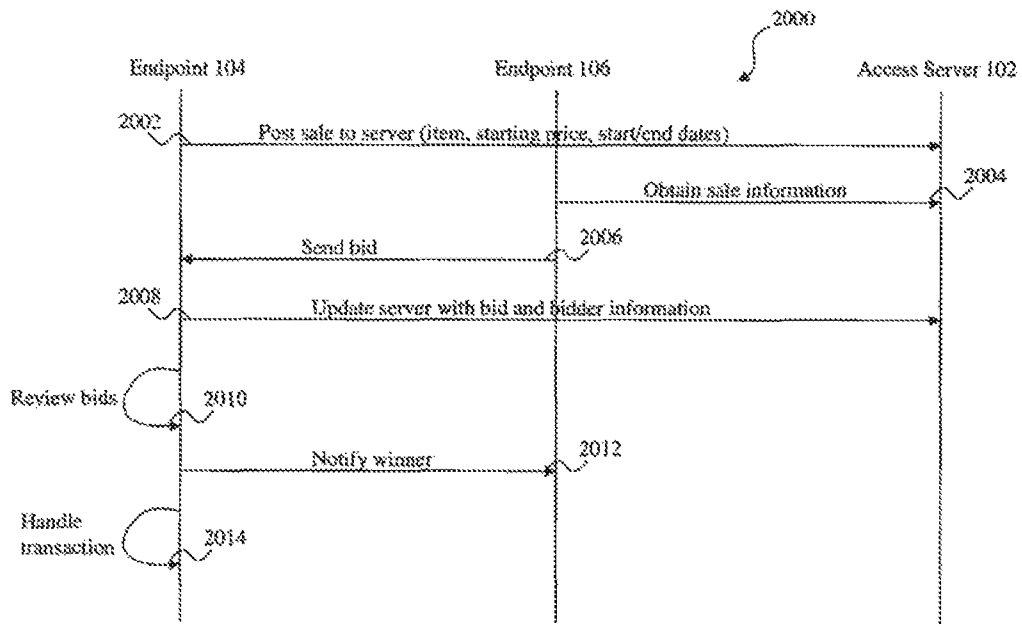 2000
Endpoint 104
Endpoint 106
Access Server 102
2002
Post sale to server (item, starting price, start/end dates)
2004
Obtain sale information
2006
Send bid
2008
Update server with bid and bidder information
Review bids
2010
Notify winner
2012
Handle
transaction
2014